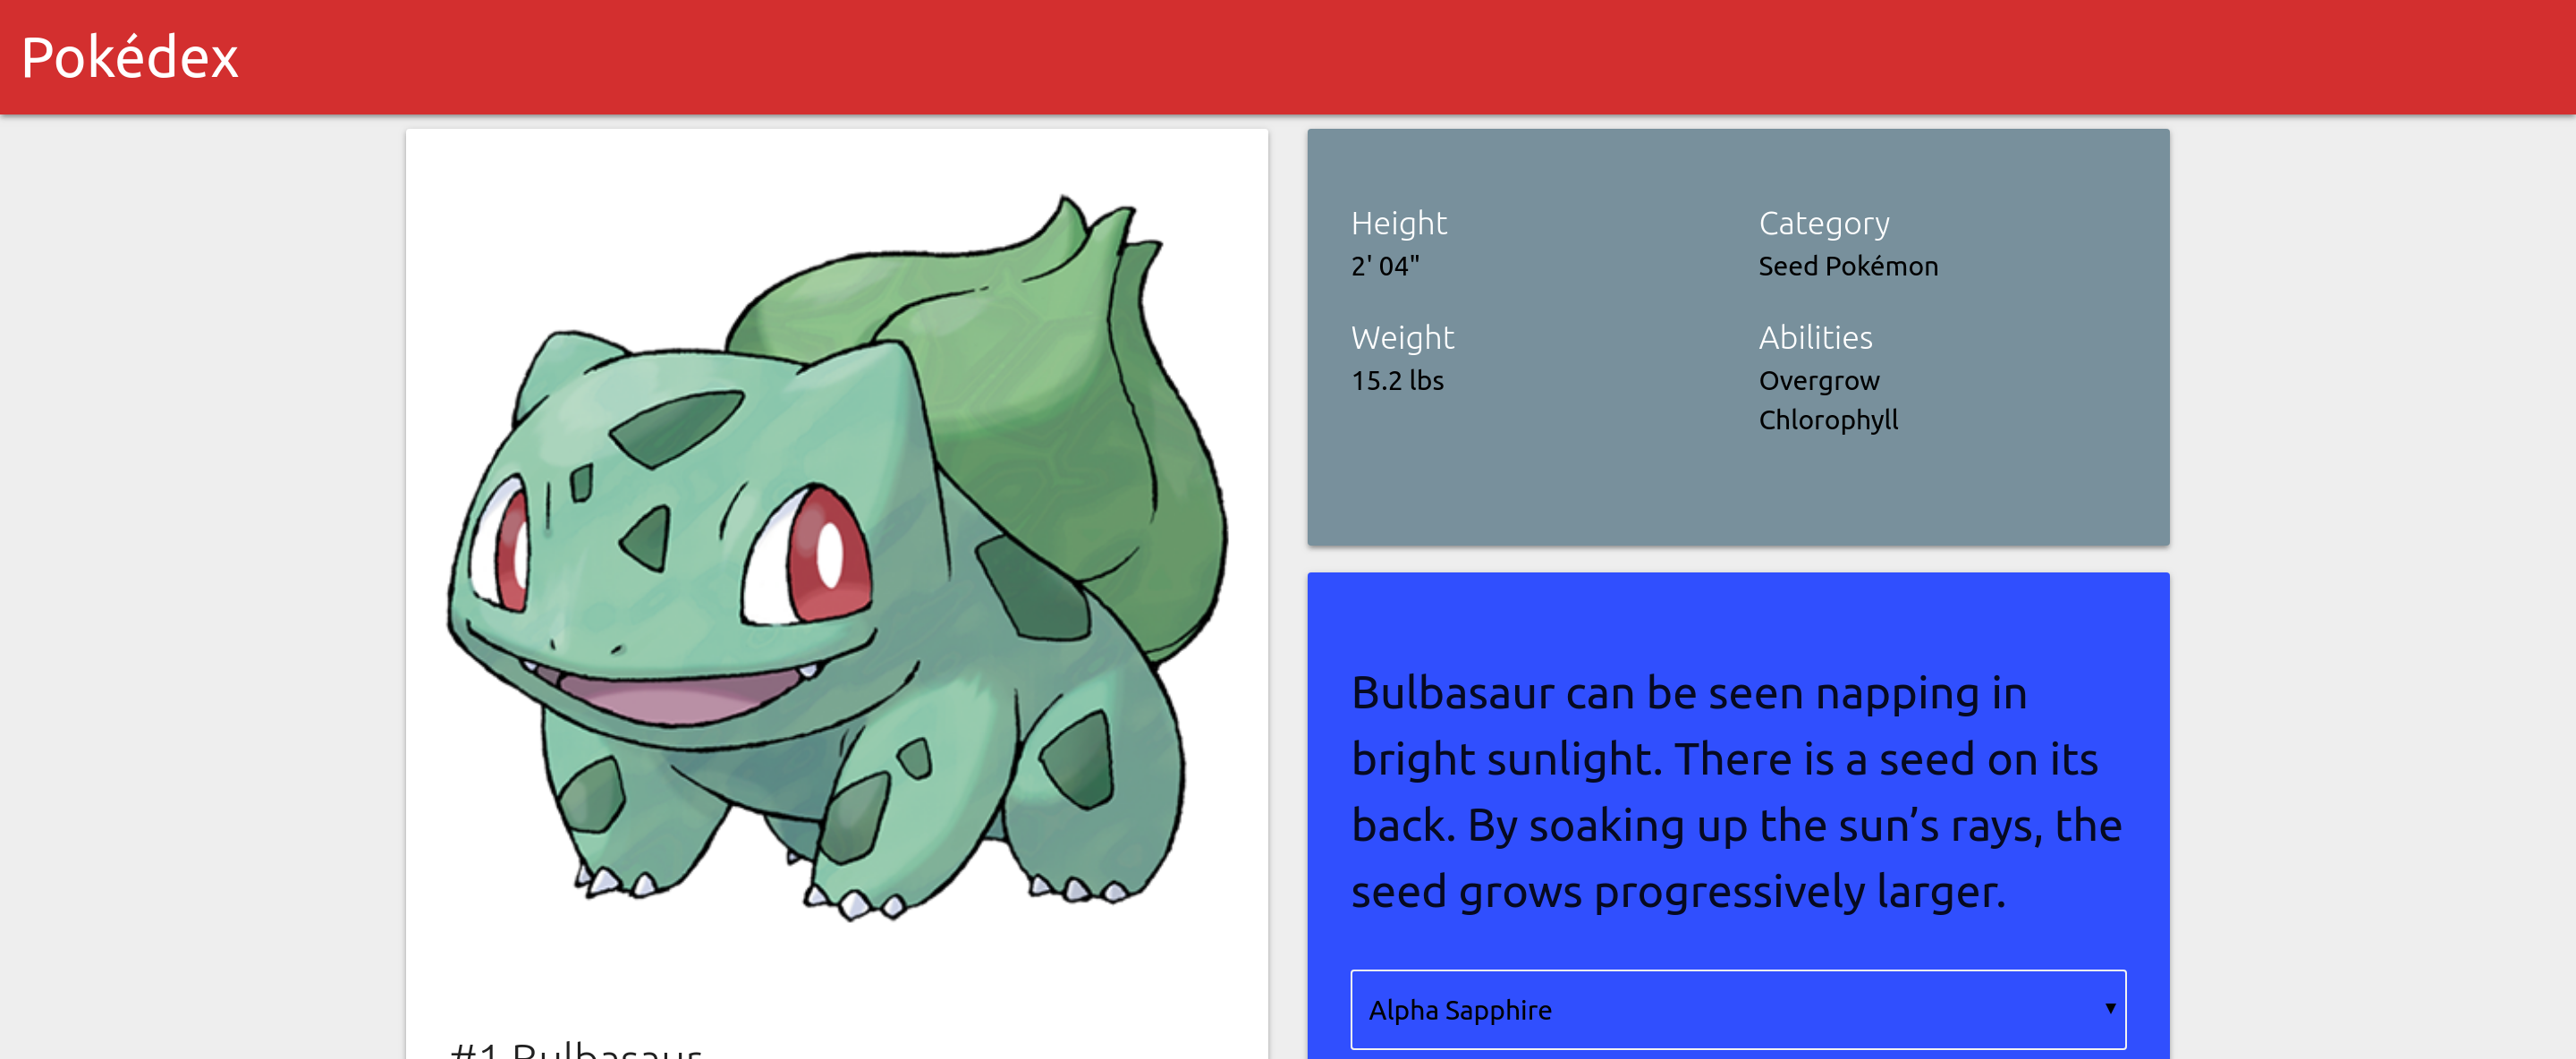 Pokédex
#1 Bulbasaur
Height
2' 04"
Weight
15.2 lbs
Category
Seed Pokémon
Abilities
Overgrow
Chlorophyll
Bulbasaur can be seen napping in
bright sunlight. There is a seed on its
back. By soaking up the sun’s rays, the
seed grows progressively larger.
Alpha Sapphire